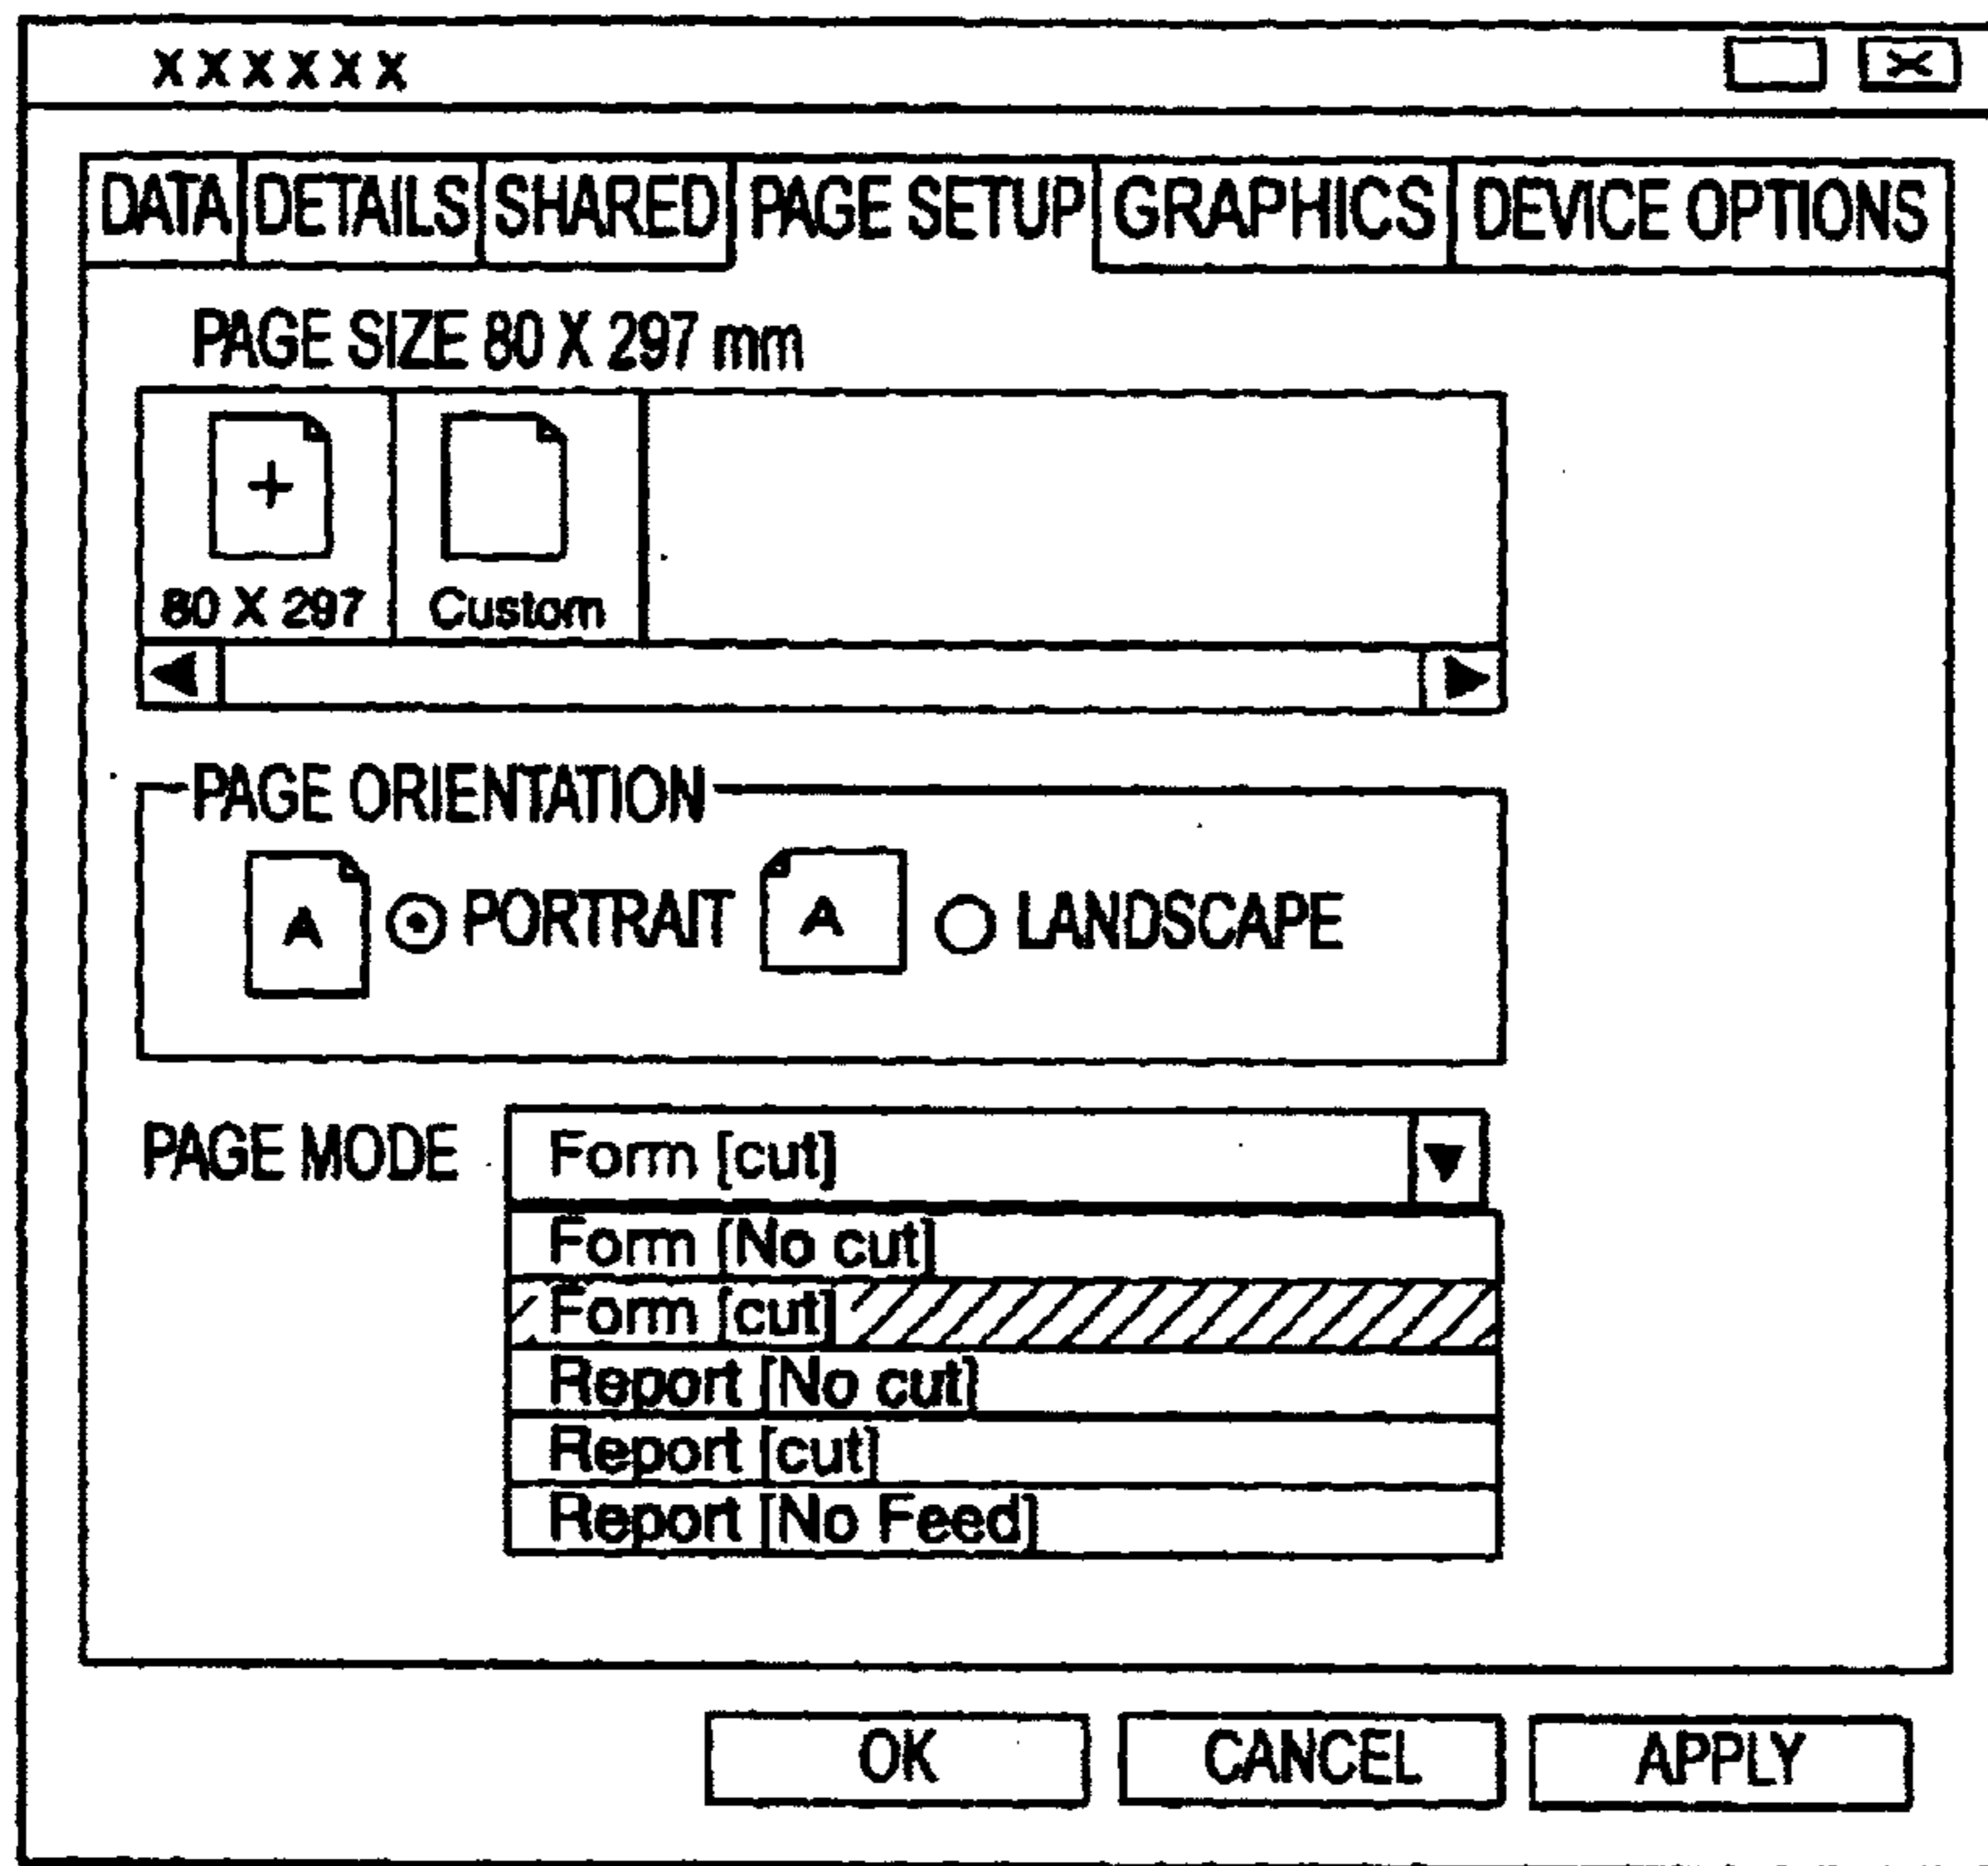 xxxxxx
x
DATA DETAILS SHARED PAGE SETUP GRAPHICS DEVICE OPTIONS
PAGE SIZE 80 X 297 mm
+
80 X 297 Custom
PAGE ORIENTATION
A PORTRAIT A LANDSCAPE
PAGE MODE Form [cut]
Form [No cut]
Form [cut]
Report [No cut]
Report [cut]
Report [No Feed]
OK CANCEL APPLY